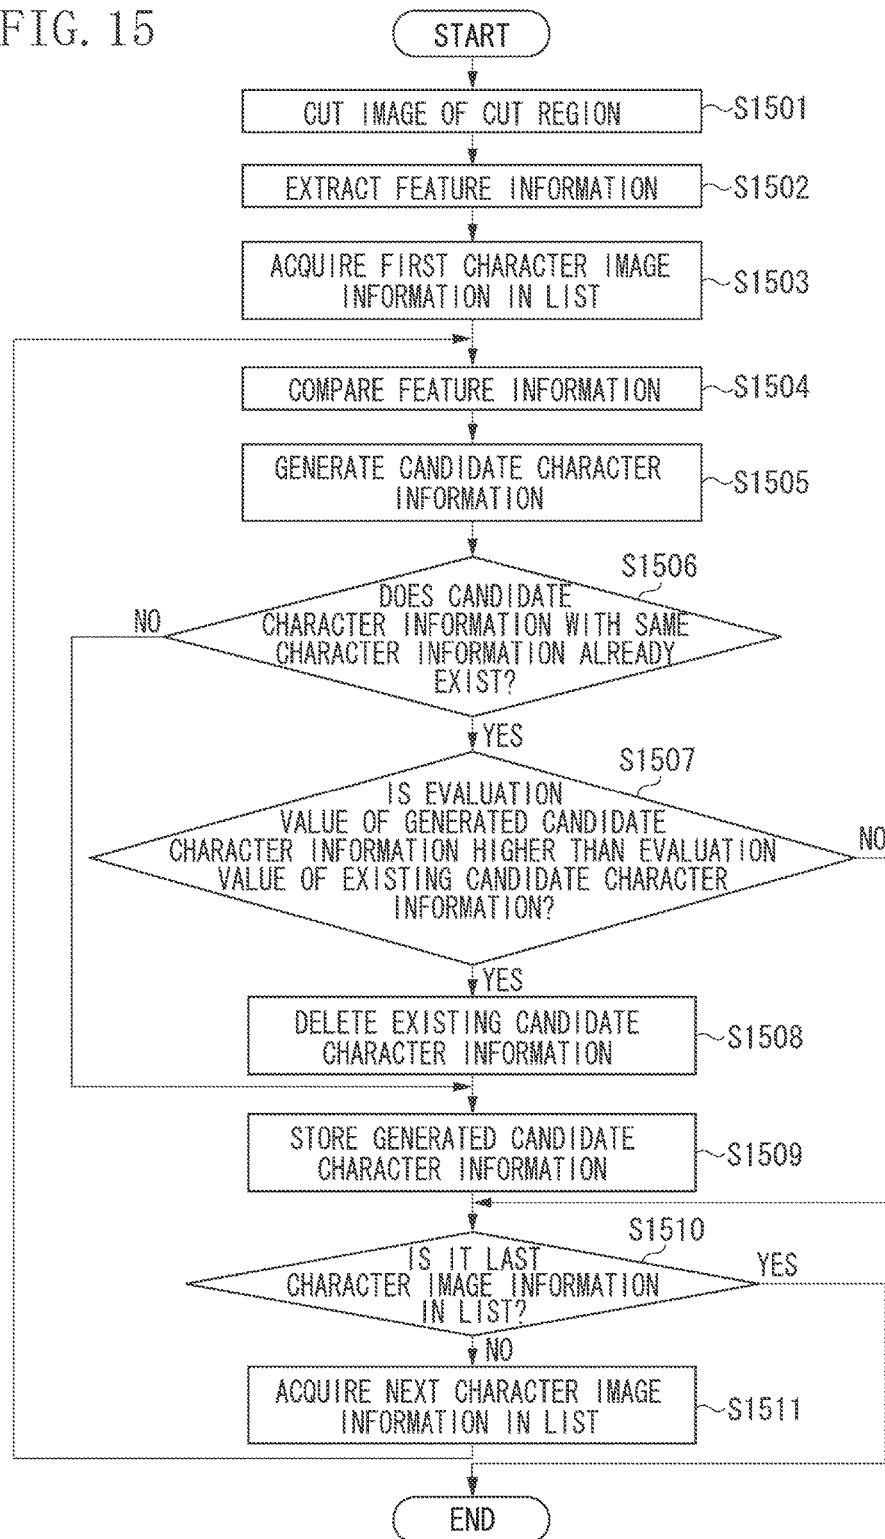 FIG. 15
START
CUT IMAGE OF CUT REGION
S1501
EXTRACT FEATURE INFORMATION
S1502
ACQUIRE FIRST CHARACTER IMAGE
INFORMATION IN LIST
S1503
COMPARE FEATURE INFORMATION
S1504
GENERATE CANDIDATE CHARACTER
INFORMATION
S1505
S1506
DOES CANDIDATE
CHARACTER INFORMATION WITH SAME
CHARACTER INFORMATION ALREADY
EXIST?
NO
YES
S1507
IS EVALUATION
VALUE OF GENERATED CANDIDATE
CHARACTER INFORMATION HIGHER THAN EVALUATION
VALUE OF EXISTING CANDIDATE CHARACTER
INFORMATION?
NO
YES
DELETE EXISTING CANDIDATE
CHARACTER INFORMATION
S1508
STORE GENERATED CANDIDATE
CHARACTER INFORMATION
S1509
S1510
IS IT LAST
CHARACTER IMAGE INFORMATION
IN LIST?
YES
NO
ACQUIRE NEXT CHARACTER IMAGE
INFORMATION IN LIST
S1511
END